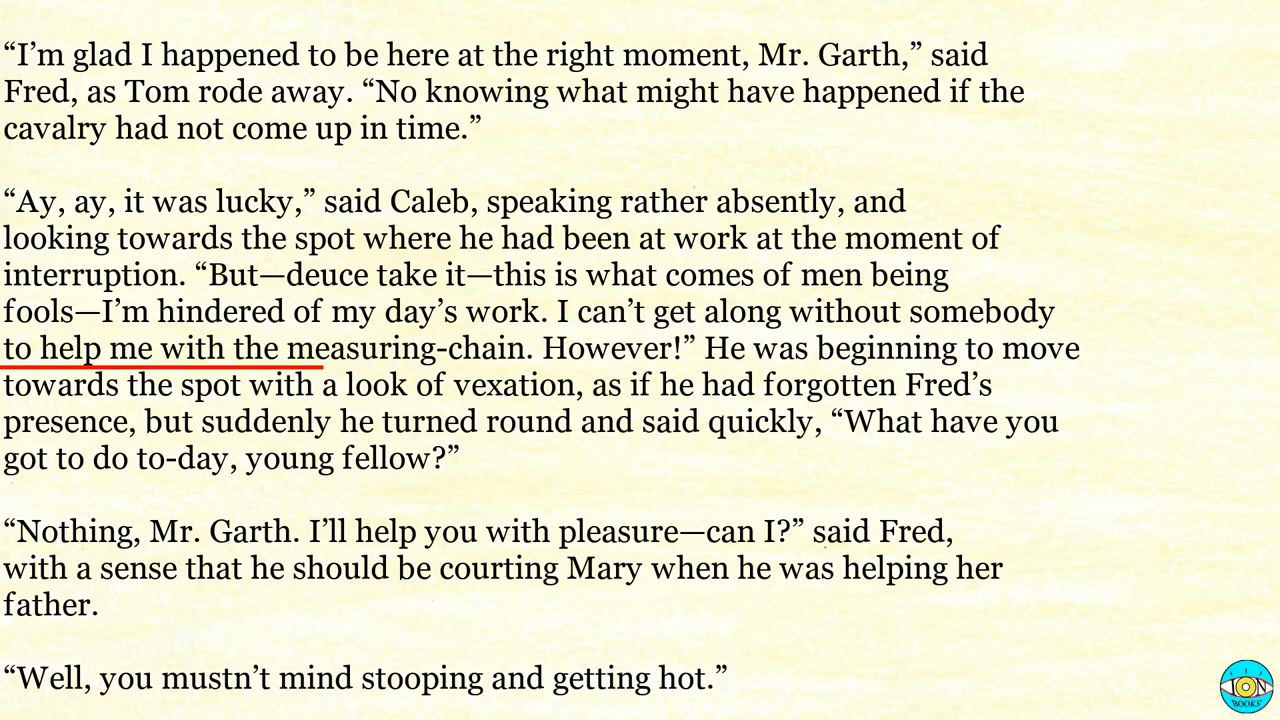 “I’m glad I happened to be here at the right moment, Mr. Garth,” said
Fred, as Tom rode away. “No knowing what might have happened if the
cavalry had not come up in time.”
“Ay, ay, it was lucky,” said Caleb, speaking rather absently, and
looking towards the spot where he had been at work at the moment of
interruption. “But—deuce take it—this is what comes of men being
fools—I’m hindered of my day’s work. I can’t get along without somebody
to help me with the measuring-chain. However!” He was beginning to move
towards the spot with a look of vexation, as if he had forgotten Fred’s
presence, but suddenly he turned round and said quickly, “What have you
got to do to-day, young fellow?”
“Nothing, Mr. Garth. I’ll help you with pleasure—can I?” said Fred,
with a sense that he should be courting Mary when he was helping her
father.
“Well, you mustn’t mind stooping and getting hot.”
ION
BOOKS